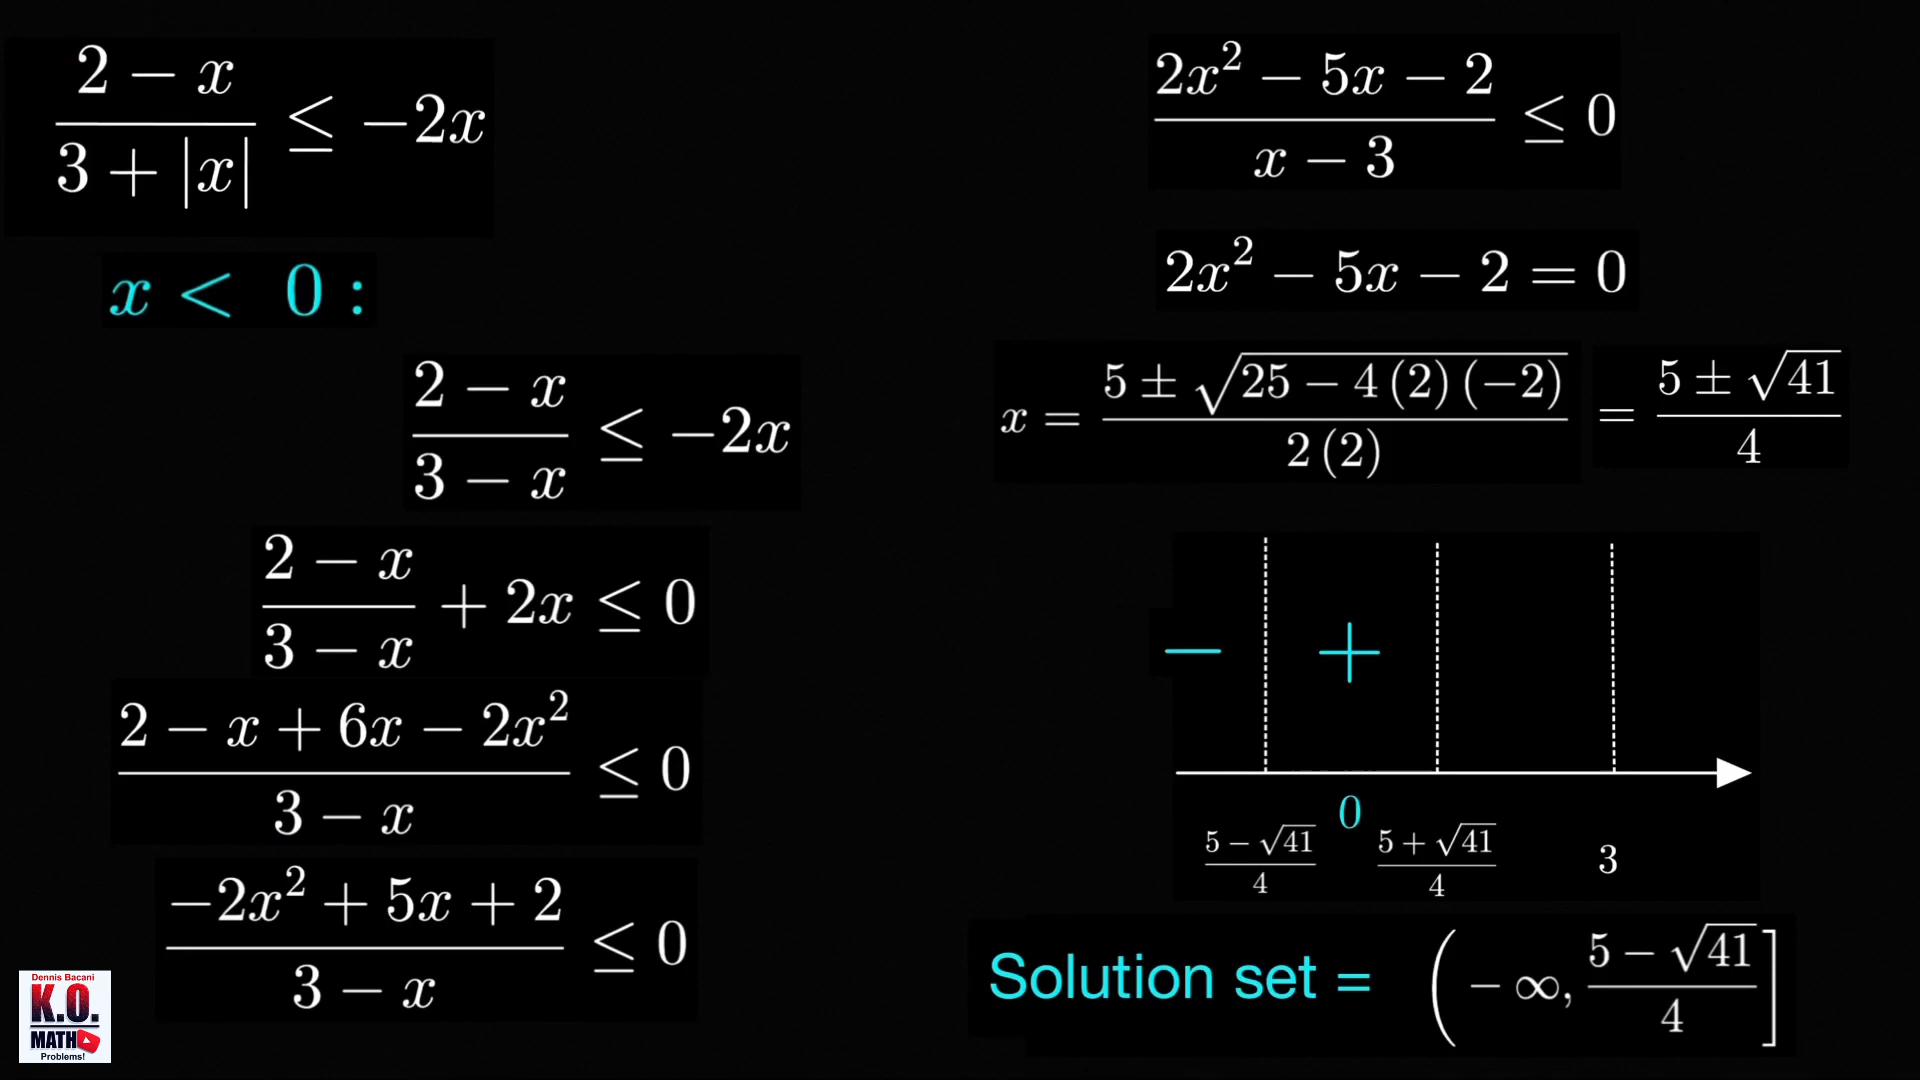 (2 − x)/(3 + |x|) ≤ −2x
x < 0 :
(2 − x)/(3 − x) ≤ −2x
(2 − x)/(3 − x) + 2x ≤ 0
(2 − x + 6x − 2x²)/(3 − x) ≤ 0
(−2x² + 5x + 2)/(3 − x) ≤ 0
Dennis Bacani
K.O.
MATH
Problems!
(2x² − 5x − 2)/(x − 3) ≤ 0
2x² − 5x − 2 = 0
x = (5 ± √(25 − 4(2)(−2)))/(2(2)) = (5 ± √41)/4
− +
0
(5 − √41)/4 (5 + √41)/4 3
Solution set = (−∞, (5 − √41)/4]